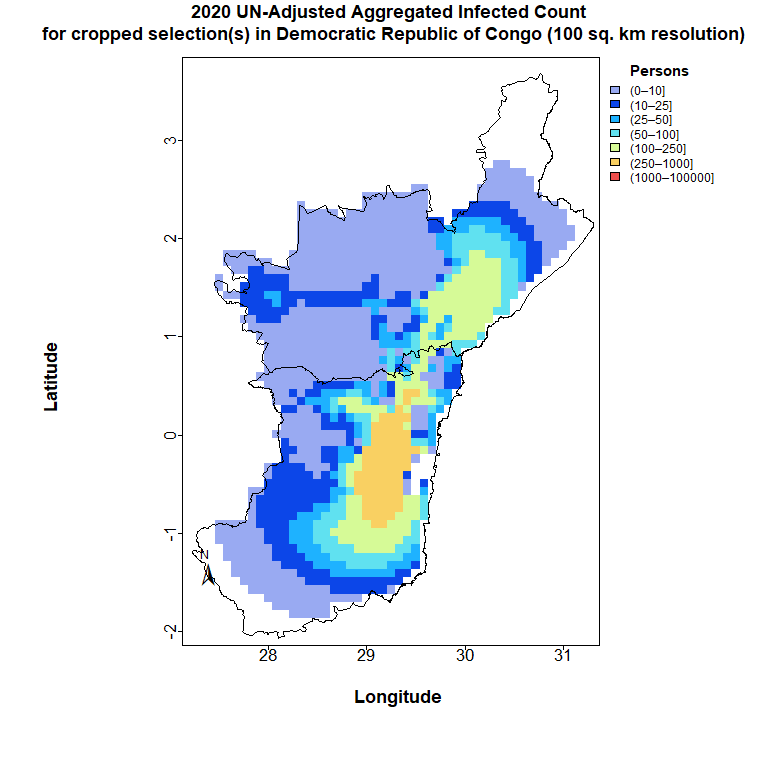 2020 UN-Adjusted Aggregated Infected Count
for cropped selection(s) in Democratic Republic of Congo (100 sq. km resolution)
Persons
(0–10]
(10–25]
(25–50]
(50–100]
(100–250]
(250–1000]
(1000–100000]
3
2
1
0
-1
-2
Latitude
N
28 29 30 31
Longitude